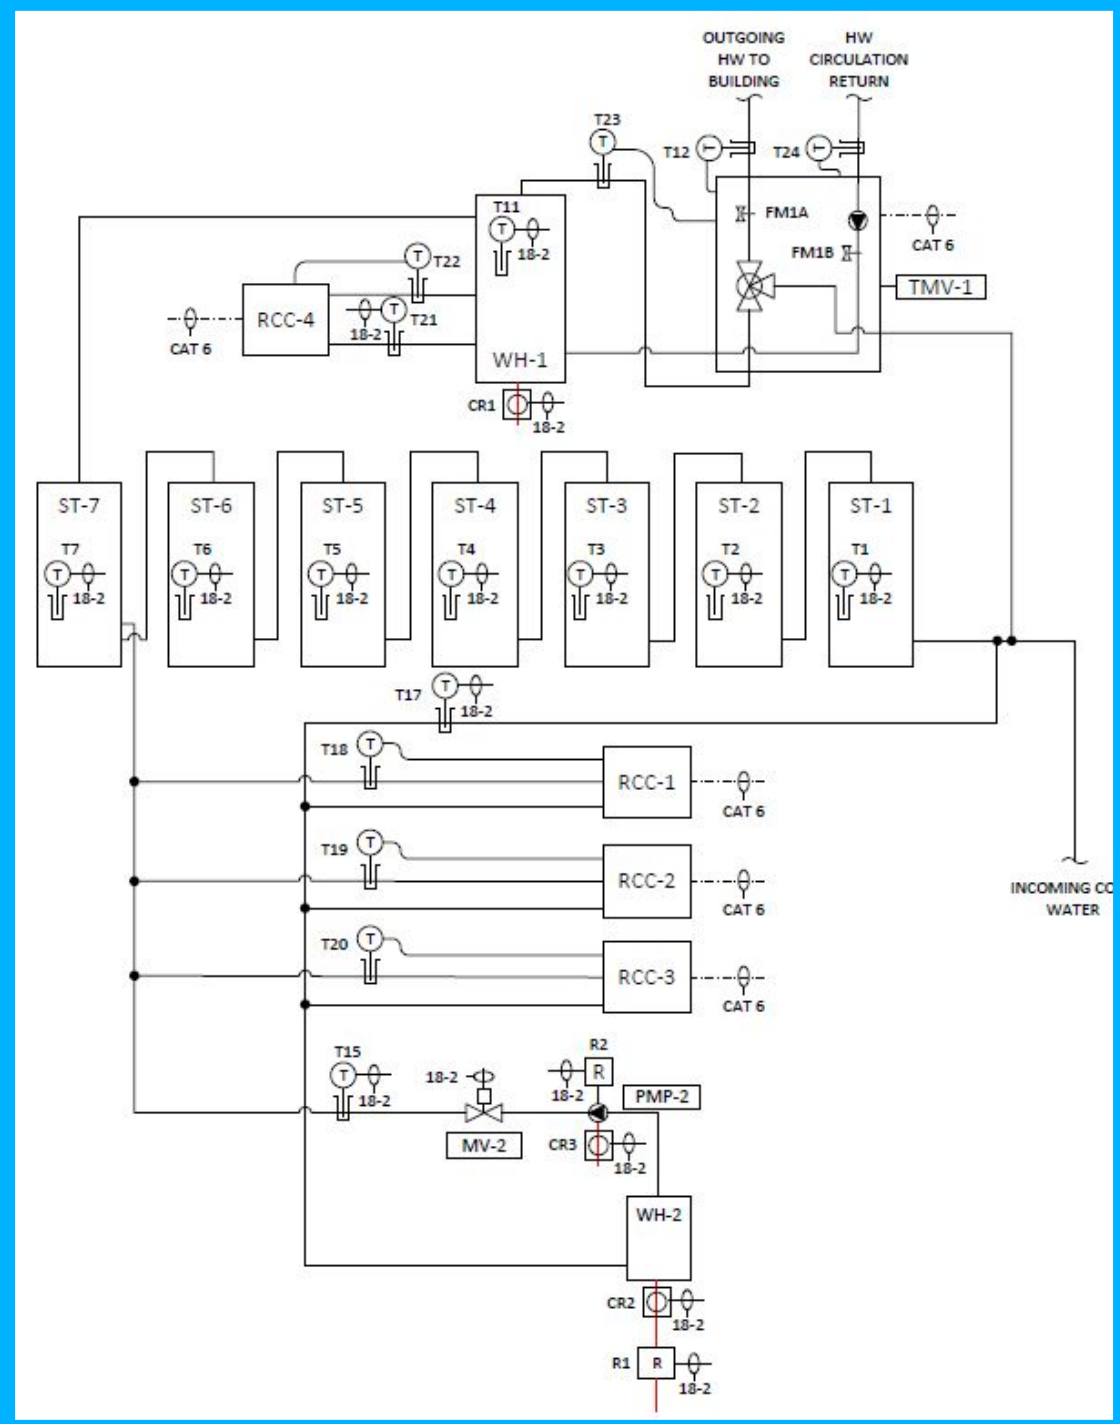 OUTGOING
HW TO
BUILDING
HW
CIRCULATION
RETURN
T23
T
T12
T
T24
T
T11
T
18-2
FM1A
CAT 6
FM1B
TMV-1
T
T22
RCC-4
CAT 6
18-2
T
T21
WH-1
CR1
18-2
ST-7
ST-6
ST-5
ST-4
ST-3
ST-2
ST-1
T7
T6
T5
T4
T3
T2
T1
T
T
T
T
T
T
T
18-2
18-2
18-2
18-2
18-2
18-2
18-2
T17
T
18-2
T18
T
RCC-1
CAT 6
T19
T
RCC-2
CAT 6
INCOMING CO
WATER
T20
T
RCC-3
CAT 6
T15
T
18-2
18-2
MV-2
R2
R
18-2
PMP-2
CR3
18-2
WH-2
CR2
18-2
R1
R
18-2